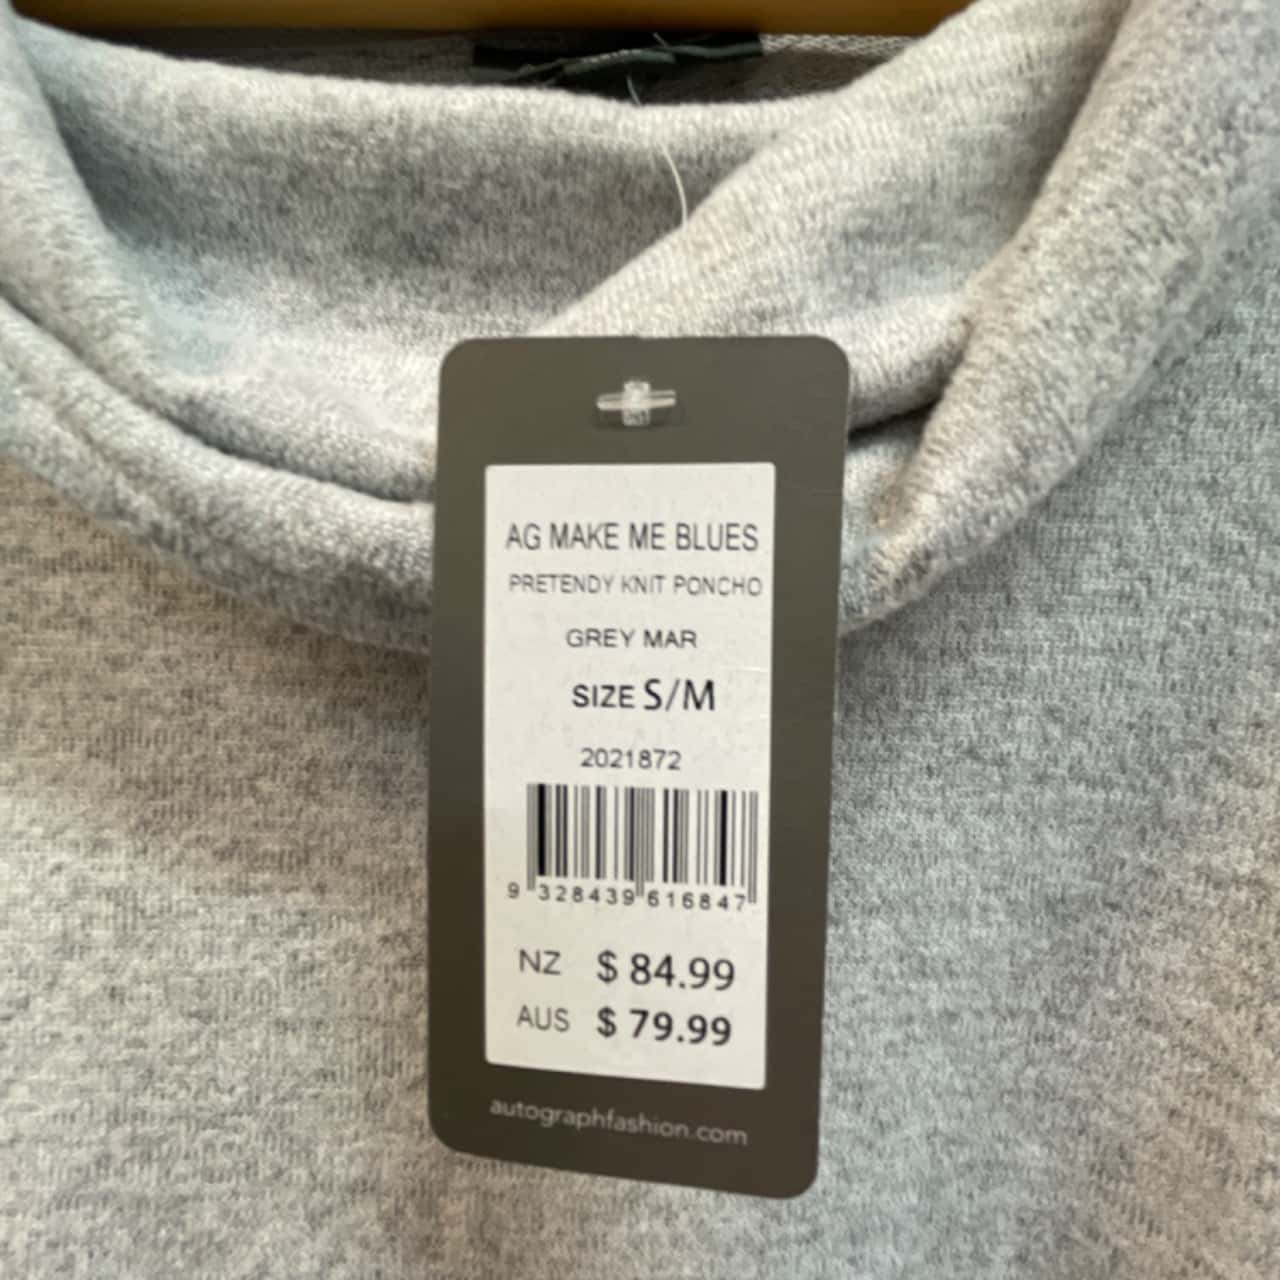 AG MAKE ME BLUES
PRETENDY KNIT PONCHO
GREY MAR
SIZE S/M
2021872
9 328439 616847
NZ $ 84.99
AUS $ 79.99
autographfashion.com